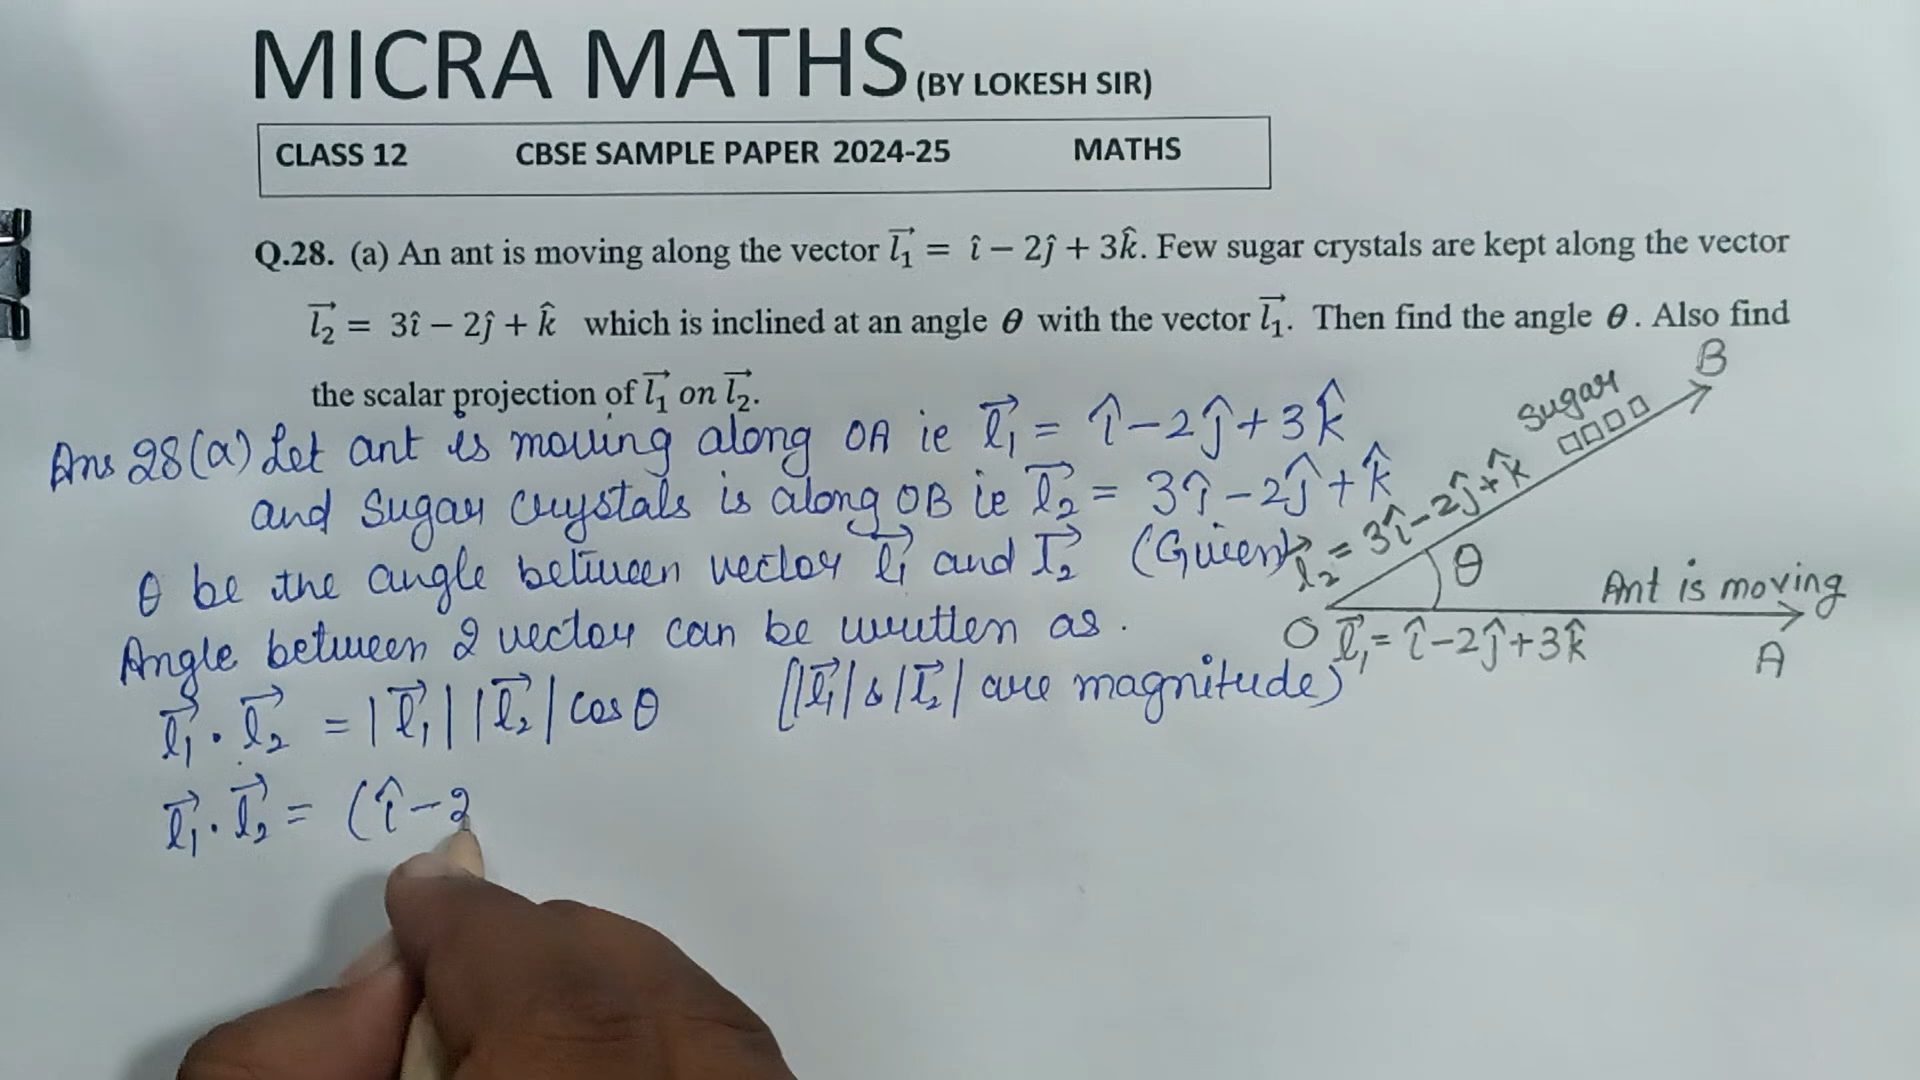 MICRA MATHS (BY LOKESH SIR)
CLASS 12 CBSE SAMPLE PAPER 2024-25 MATHS
Q.28. (a) An ant is moving along the vector l₁⃗ = î − 2ĵ + 3k̂. Few sugar crystals are kept along the vector
l₂⃗ = 3î − 2ĵ + k̂ which is inclined at an angle θ with the vector l₁⃗. Then find the angle θ. Also find
the scalar projection of l₁⃗ on l₂⃗.
Ans 28(a) Let ant is moving along OA ie l₁⃗ = î − 2ĵ + 3k̂
and Sugar Crystals is along OB ie l₂⃗ = 3î − 2ĵ + k̂
θ be the angle between vector l₁⃗ and l₂⃗ (Given)
Angle between 2 vector can be written as.
l₁⃗ . l₂⃗ = |l₁⃗| |l₂⃗| cos θ [|l₁⃗| & |l₂⃗| are magnitude)
l₁⃗ . l₂⃗ = (î − 2
B
Sugar
l₂⃗ = 3î − 2ĵ + k̂
θ
Ant is moving
O l₁⃗ = î − 2ĵ + 3k̂
A